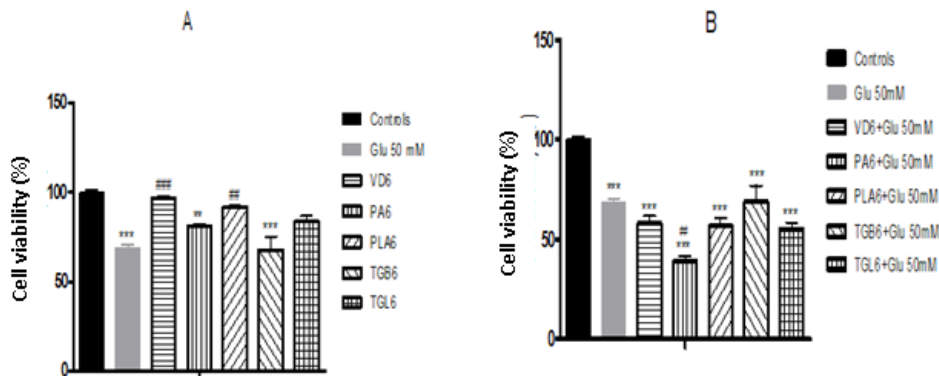 A
Cell viability (%)
150
100
50
0
***
###
**
##
***
Controls
Glu 50 mM
VD6
PA6
PLA6
TGB6
TGL6
B
Cell viability (%)
)
150
100
50
0
***
***
#
***
***
***
***
Controls
Glu 50mM
VD6+Glu 50mM
PA6+Glu 50mM
PLA6+Glu 50mM
TGB6+Glu 50mM
TGL6+Glu 50mM